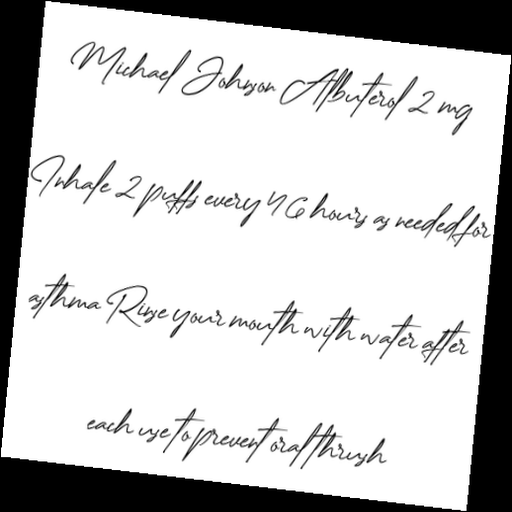 Michael Johnson Albuterol 2 mg
Inhale 2 puffs every 4 6 hours as needed for
asthma Rinse your mouth with water after
each use to prevent oral thrush